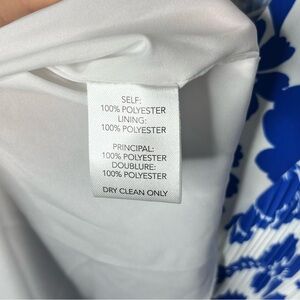 SELF:
100% POLYESTER
LINING:
100% POLYESTER
PRINCIPAL:
100% POLYESTER
DOUBLURE:
100% POLYESTER
DRY CLEAN ONLY